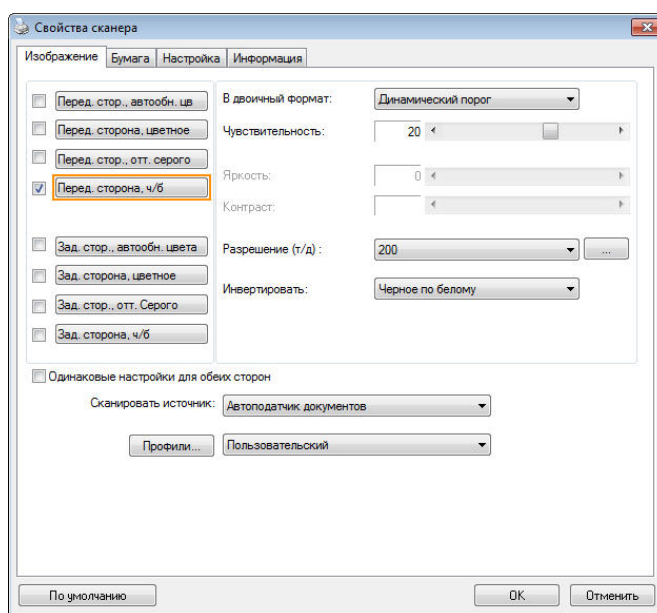 Свойства сканера
Изображение Бумага Настройка Информация
Перед. стор., автообн. цв
В двоичный формат: Динамический порог
Перед. сторона, цветное
Чувствительность: 20
Перед. стор., отт. серого
Яркость: 0
Перед. сторона, ч/б
Контраст:
Зад. стор., автообн. цвета
Разрешение (т/д) : 200 ...
Зад. сторона, цветное
Инвертировать: Черное по белому
Зад. стор., отт. Серого
Зад. сторона, ч/б
Одинаковые настройки для обеих сторон
Сканировать источник: Автоподатчик документов
Профили... Пользовательский
По умолчанию OK Отменить